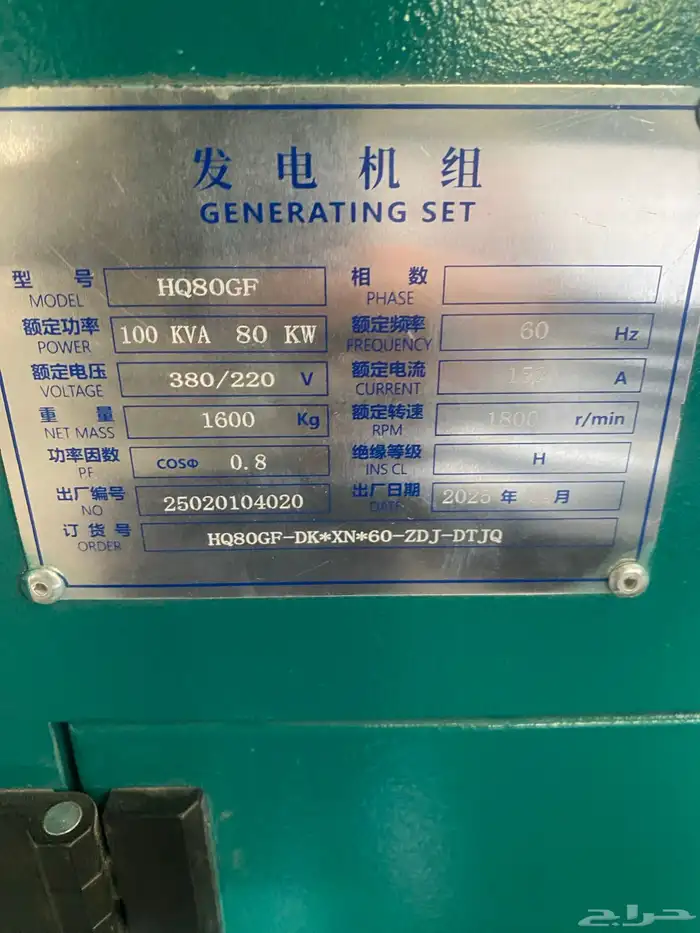 发电机组
GENERATING SET
型号 HQ80GF 相数
MODEL PHASE
额定功率 100 KVA 80 KW 额定频率 60 Hz
POWER FREQUENCY
额定电压 380/220 V 额定电流 A
VOLTAGE CURRENT
重量 1600 Kg 额定转速 1800 r/min
NET MASS RPM
功率因数 COSΦ 0.8 绝缘等级 H
P.F INS CL
出厂编号 25020104020 出厂日期 2025 年 月
NO DATE
订货号 HQ80GF-DK*XN*60-ZDJ-DTJQ
ORDER
حراج